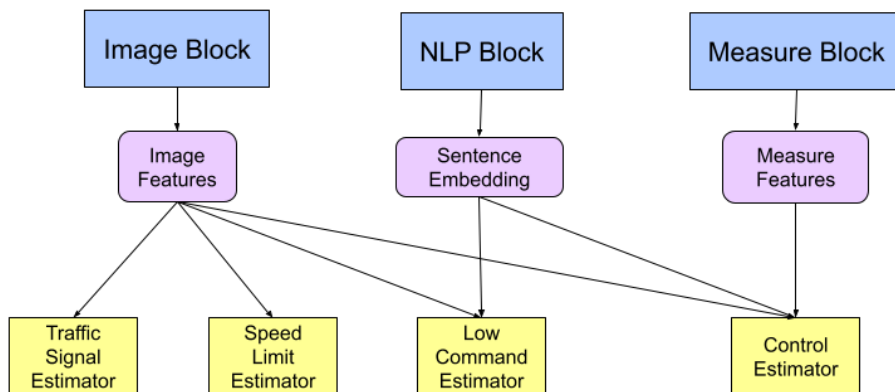 Image Block
NLP Block
Measure Block
Image
Features
Sentence
Embedding
Measure
Features
Traffic
Signal
Estimator
Speed
Limit
Estimator
Low
Command
Estimator
Control
Estimator